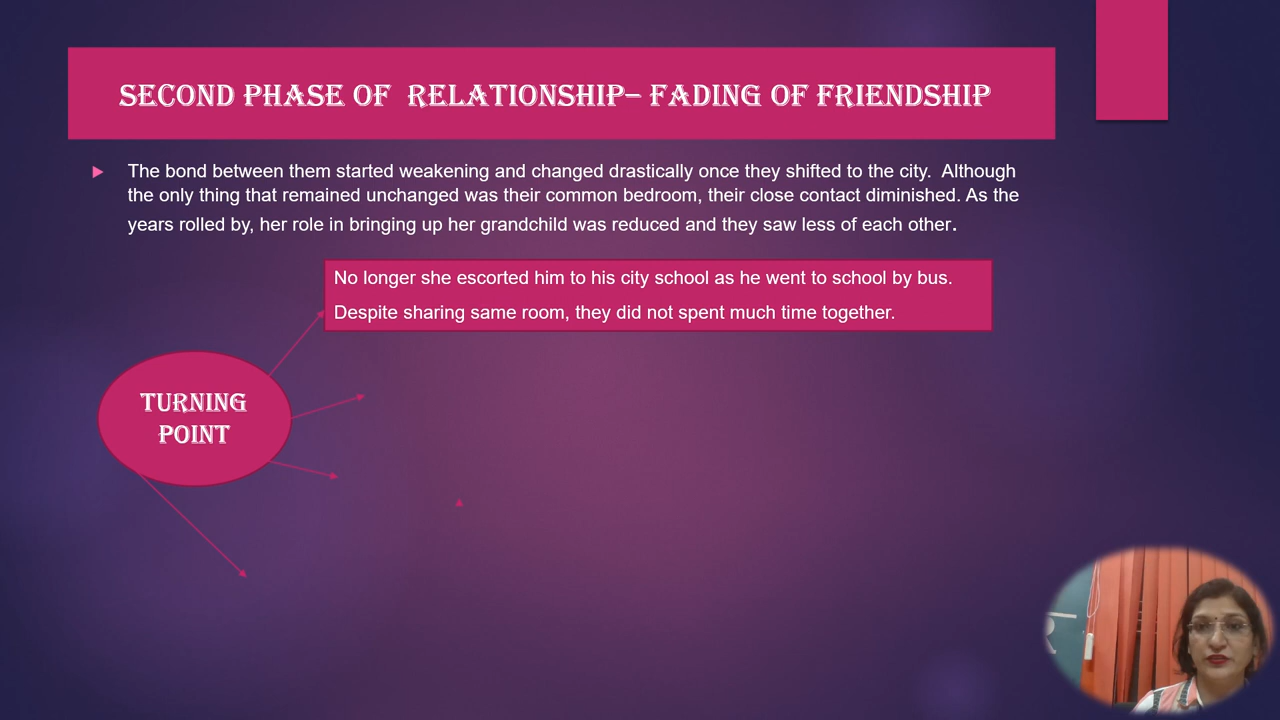 SECOND PHASE OF RELATIONSHIP– FADING OF FRIENDSHIP
The bond between them started weakening and changed drastically once they shifted to the city. Although
the only thing that remained unchanged was their common bedroom, their close contact diminished. As the
years rolled by, her role in bringing up her grandchild was reduced and they saw less of each other.
No longer she escorted him to his city school as he went to school by bus.
Despite sharing same room, they did not spent much time together.
TURNING
POINT